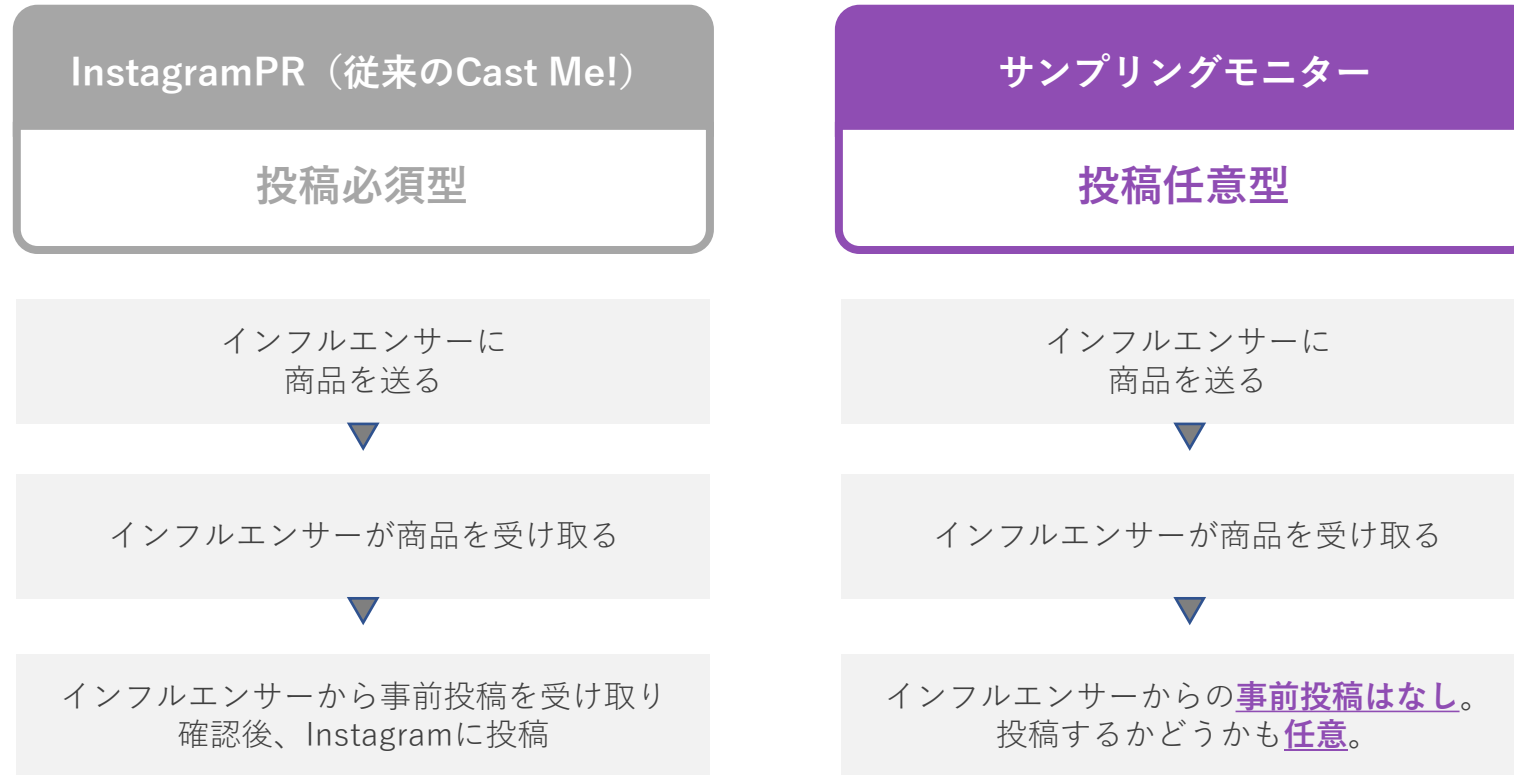 InstagramPR（従来のCast Me!）
投稿必須型
インフルエンサーに
商品を送る
インフルエンサーが商品を受け取る
インフルエンサーから事前投稿を受け取り
確認後、Instagramに投稿
サンプリングモニター
投稿任意型
インフルエンサーに
商品を送る
インフルエンサーが商品を受け取る
インフルエンサーからの事前投稿はなし。
投稿するかどうかも任意。